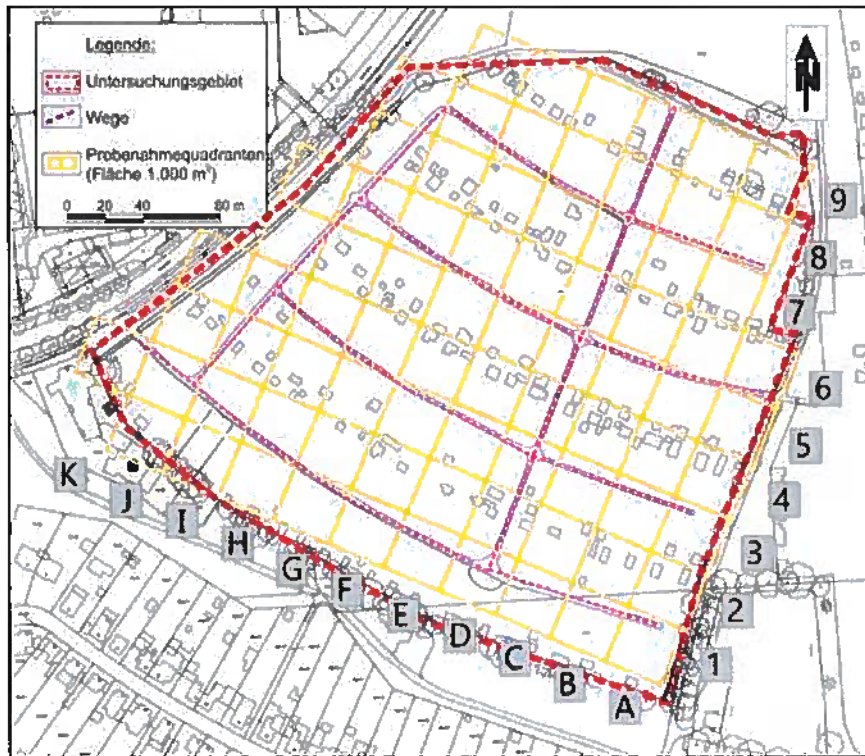 Legende:
Untersuchungsgebiet
Wege
Probenahmequadranten
(Fläche 1.000 m²)
0 20 40 80 m
N
9
8
7
6
5
4
3
2
1
K
J
I
H
G
F
E
D
C
B
A